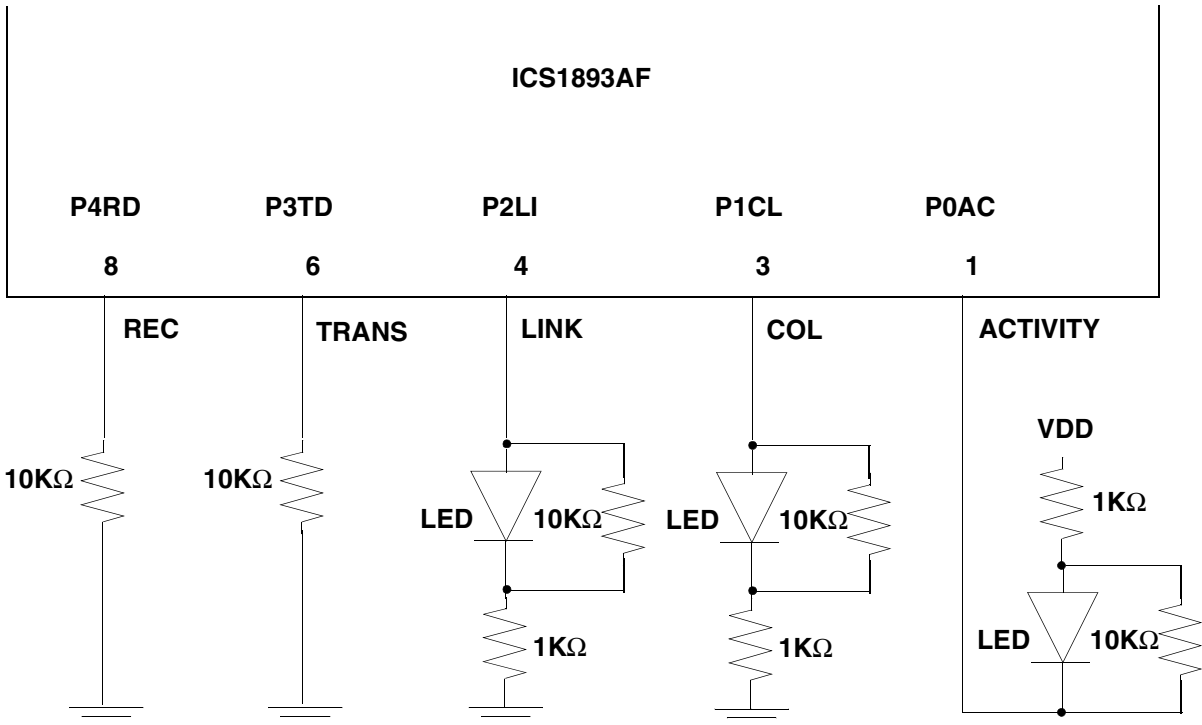 ICS1893AF
P4RD P3TD P2LI P1CL P0AC
8 6 4 3 1
REC TRANS LINK COL ACTIVITY
VDD
10KΩ 10KΩ
1KΩ
LED 10KΩ LED 10KΩ
1KΩ 1KΩ
LED 10KΩ